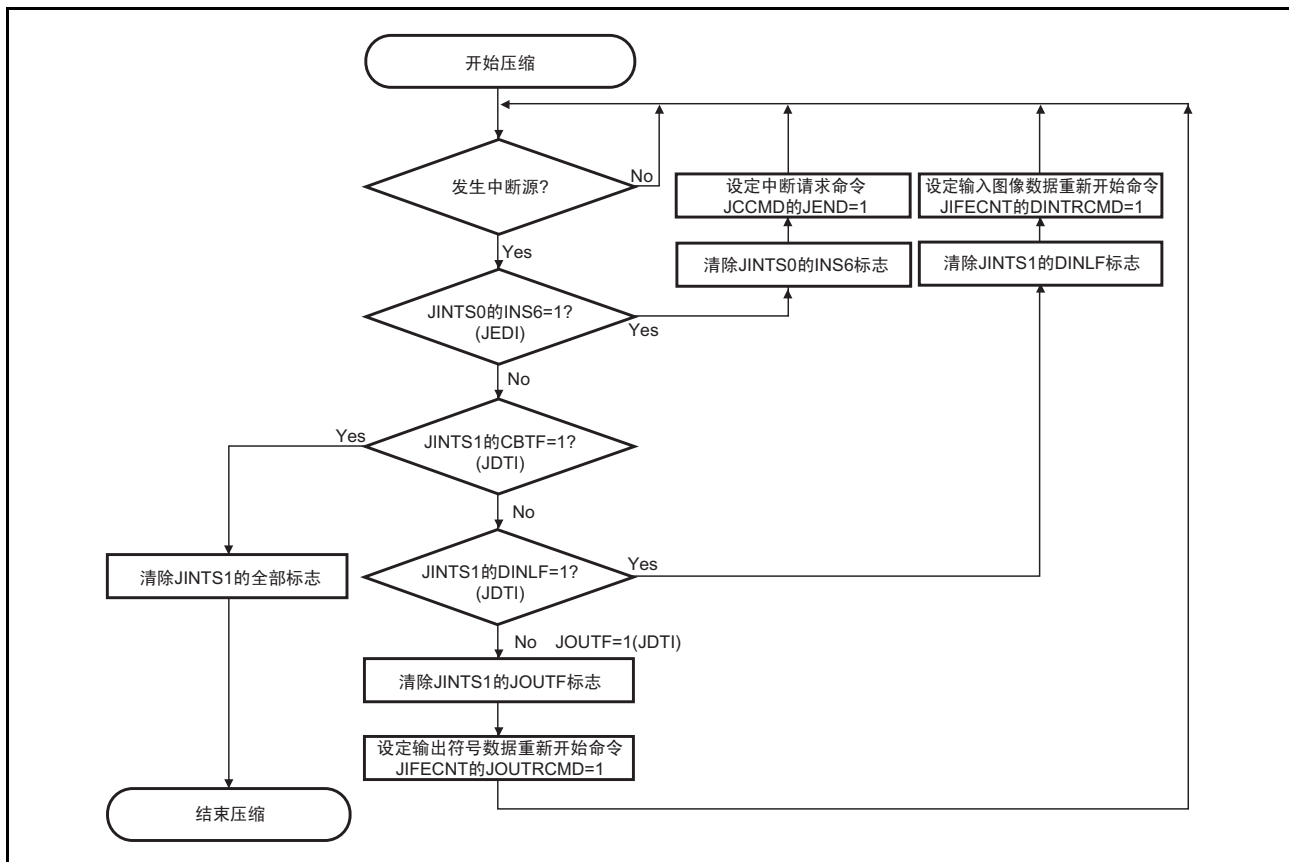 开始压缩
发生中断源?
No
Yes
设定中断请求命令
JCCMD的JEND=1
设定输入图像数据重新开始命令
JIFECNT的DINTRCMD=1
清除JINTS0的INS6标志
清除JINTS1的DINLF标志
JINTS0的INS6=1?
(JEDI)
Yes
No
Yes
JINTS1的CBTF=1?
(JDTI)
No
清除JINTS1的全部标志
JINTS1的DINLF=1?
(JDTI)
Yes
No JOUTF=1(JDTI)
清除JINTS1的JOUTF标志
设定输出符号数据重新开始命令
JIFECNT的JOUTRCMD=1
结束压缩